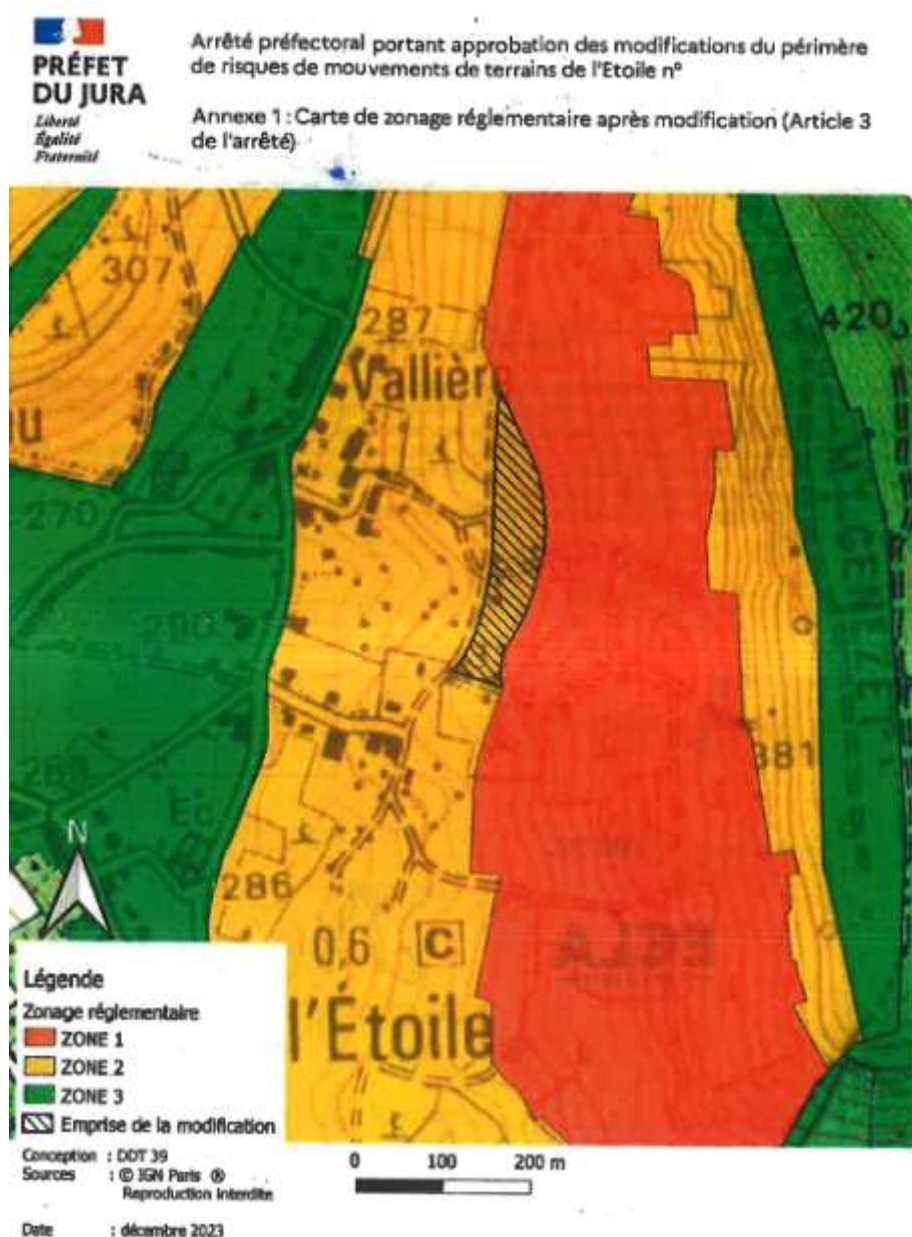 PRÉFET
DU JURA
Liberté
Égalité
Fraternité
Arrêté préfectoral portant approbation des modifications du périmère
de risques de mouvements de terrains de l'Etoile n°
Annexe 1 : Carte de zonage réglementaire après modification (Article 3
de l'arrêté)
307
287
420
Vallière
u
270
290
381
286
Ec
N
0,6 C
l'Étoile
Légende
Zonage réglementaire
ZONE 1
ZONE 2
ZONE 3
Emprise de la modification
Conception : DDT 39
Sources : © IGN Paris ®
Reproduction interdite
Date : décembre 2023
0 100 200 m